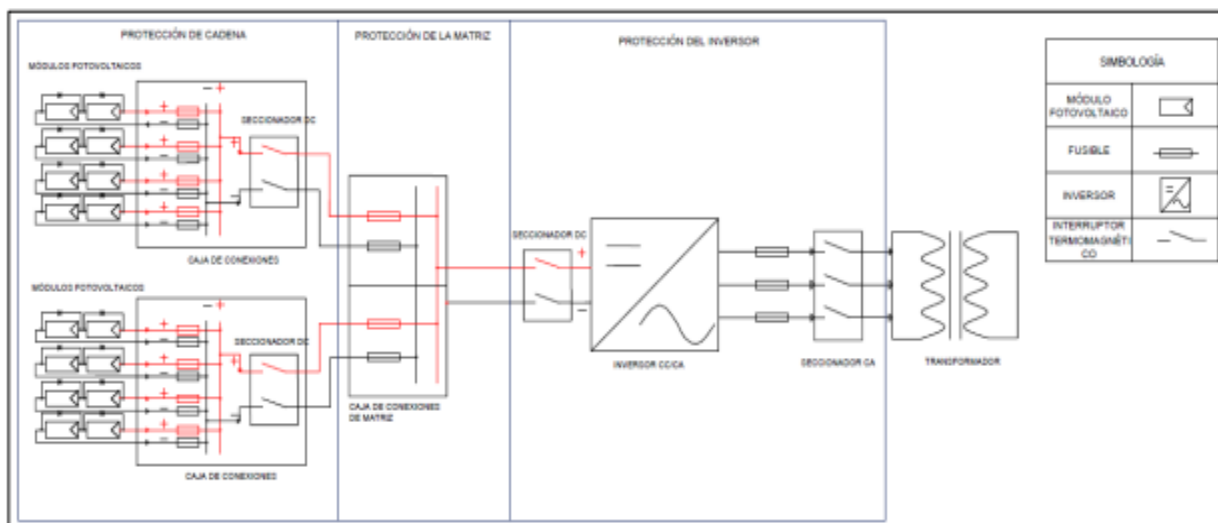 PROTECCIÓN DE CADENA
MÓDULOS FOTOVOLTAICOS
- +
SECCIONADOR DC
+
-
+
-
+
-
+
-
+
-
CAJA DE CONEXIONES
MÓDULOS FOTOVOLTAICOS
- +
SECCIONADOR DC
+
-
+
-
+
-
+
-
+
-
CAJA DE CONEXIONES
PROTECCIÓN DE LA MATRIZ
CAJA DE CONEXIONES
DE MATRIZ
PROTECCIÓN DEL INVERSOR
SECCIONADOR DC
+
-
INVERSOR CC/CA
SECCIONADOR CA
TRANSFORMADOR
SIMBOLOGÍA
MÓDULO
FOTOVOLTAICO
FUSIBLE
INVERSOR
INTERRUPTOR
TERMOMAGNÉTI
CO